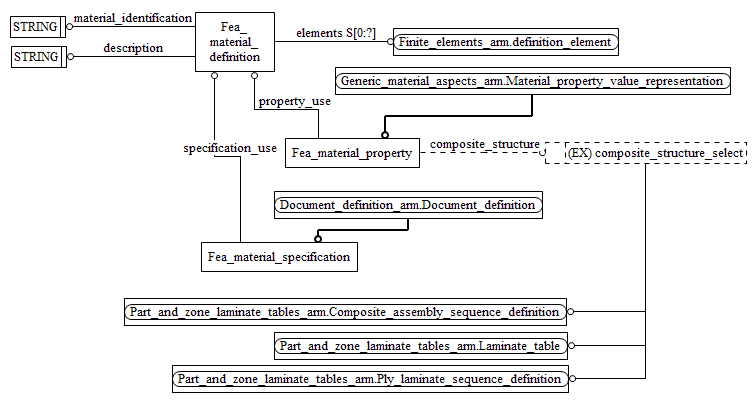 STRING
material_identification
Fea_
material_
definition
elements S[0:?]
Finite_elements_arm.definition_element
STRING
description
Generic_material_aspects_arm.Material_property_value_representation
property_use
specification_use
Fea_material_property
composite_structure
(EX) composite_structure_select
Document_definition_arm.Document_definition
Fea_material_specification
Part_and_zone_laminate_tables_arm.Composite_assembly_sequence_definition
Part_and_zone_laminate_tables_arm.Laminate_table
Part_and_zone_laminate_tables_arm.Ply_laminate_sequence_definition